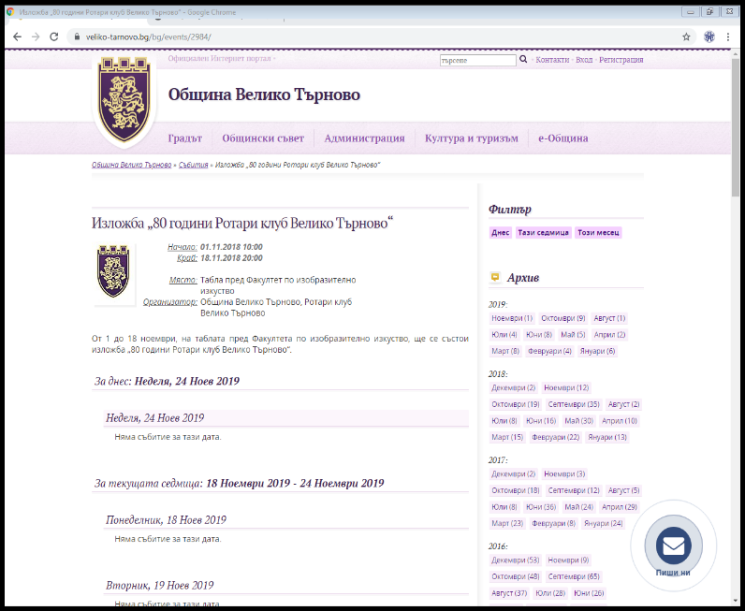 Изложба „80 години Ротари клуб Велико Търново“ - Google Chrome
veliko-tarnovo.bg/bg/events/2984/
Официален Интернет портал -
търсене - Контакти - Вход - Регистрация
Община Велико Търново
Градът Общински съвет Администрация Култура и туризъм е-Община
Община Велико Търново » Събития » Изложба „80 години Ротари клуб Велико Търново“
Изложба „80 години Ротари клуб Велико Търново“
Начало: 01.11.2018 10:00
Край: 18.11.2018 20:00
Място: Табла пред Факултет по изобразително
изкуство
Организатор: Община Велико Търново, Ротари клуб
Велико Търново
От 1 до 18 ноември, на таблата пред Факултета по изобразително изкуство, ще се състои
изложба „80 години Ротари клуб Велико Търново“.
За днес: Неделя, 24 Ноев 2019
Неделя, 24 Ноев 2019
Няма събитие за тази дата.
За текущата седмица: 18 Ноември 2019 - 24 Ноември 2019
Понеделник, 18 Ноев 2019
Няма събитие за тази дата.
Вторник, 19 Ноев 2019
Няма събитие за тази дата.
Филтър
Днес Тази седмица Този месец
Архив
2019:
Ноември (1) Октомври (9) Август (1)
Юли (4) Юни (8) Май (5) Април (2)
Март (8) Февруари (4) Януари (6)
2018:
Декември (2) Ноември (12)
Октомври (19) Септември (35) Август (2)
Юли (8) Юни (16) Май (30) Април (10)
Март (15) Февруари (22) Януари (13)
2017:
Декември (2) Ноември (3)
Октомври (18) Септември (12) Август (5)
Юли (8) Юни (36) Май (24) Април (29)
Март (23) Февруари (8) Януари (24)
2016:
Декември (53) Ноември (9)
Октомври (48) Септември (65)
Август (37) Юли (28) Юни (26)
Пиши ни